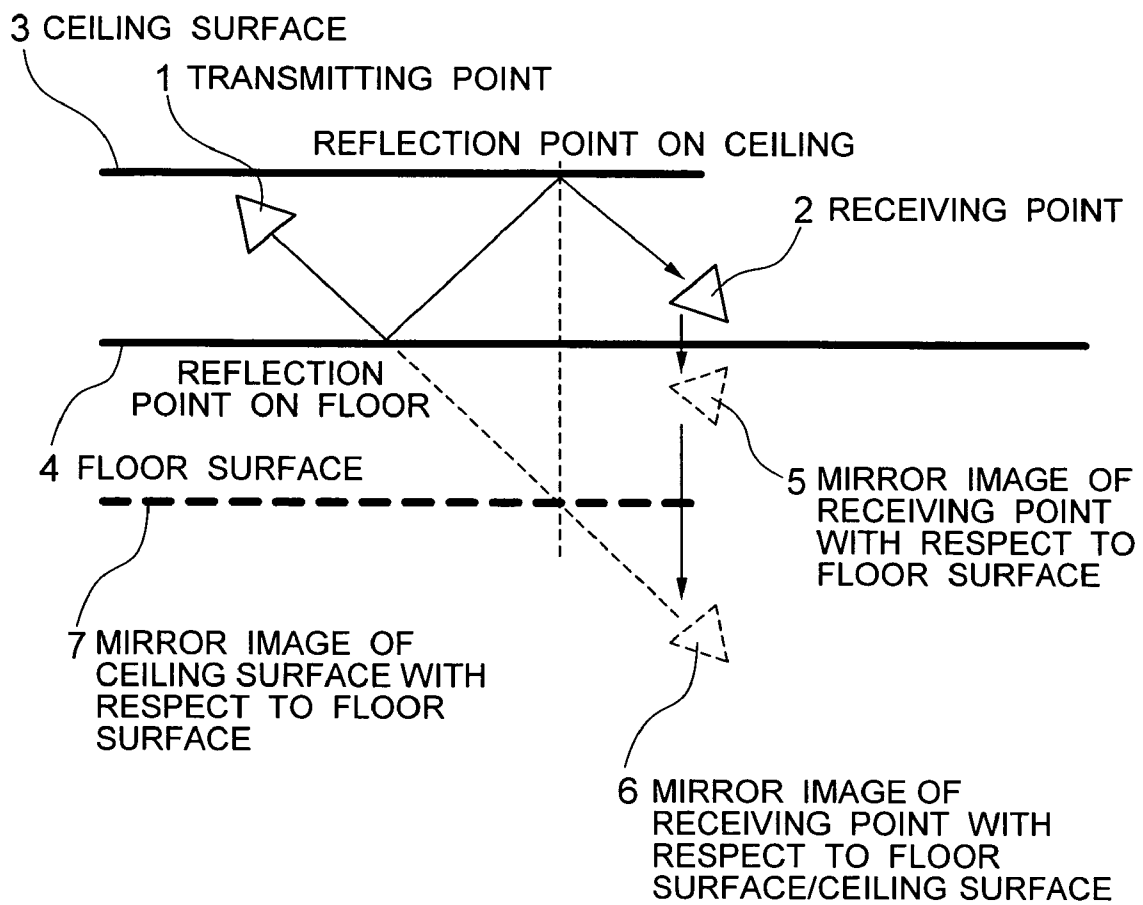 3 CEILING SURFACE
1 TRANSMITTING POINT
REFLECTION POINT ON CEILING
2 RECEIVING POINT
REFLECTION
POINT ON FLOOR
4 FLOOR SURFACE
5 MIRROR IMAGE OF
RECEIVING POINT
WITH RESPECT TO
FLOOR SURFACE
7 MIRROR IMAGE OF
CEILING SURFACE WITH
RESPECT TO FLOOR
SURFACE
6 MIRROR IMAGE OF
RECEIVING POINT WITH
RESPECT TO FLOOR
SURFACE/CEILING SURFACE